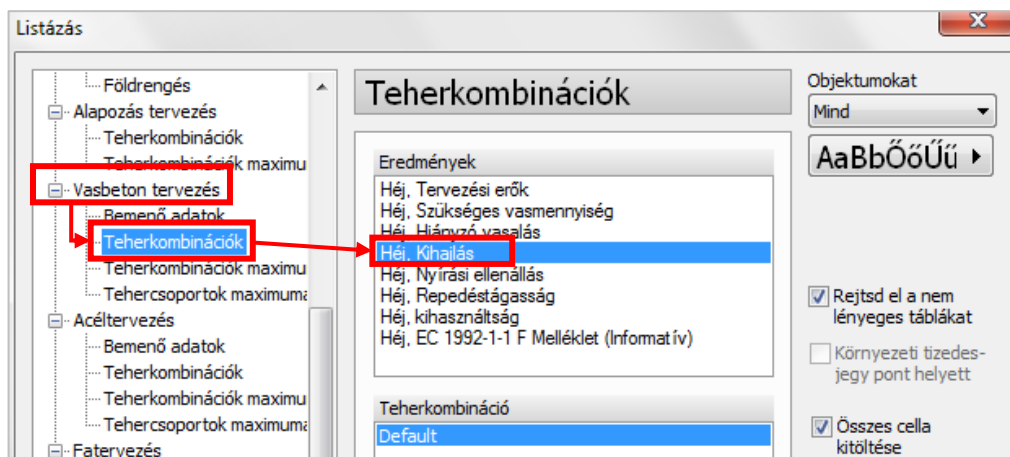 Listázás
x
Földrengés
Alapozás tervezés
Teherkombinációk
Teherkombinációk maximu
Vasbeton tervezés
Bemenő adatok
Teherkombinációk
Teherkombinációk maximu
Tehercsoportok maximuma
Acéltervezés
Bemenő adatok
Teherkombinációk
Teherkombinációk maximu
Tehercsoportok maximuma
Fatervezés
Teherkombinációk
Eredmények
Héj, Tervezési erők
Héj, Szükséges vasmennyiség
Héj, Hiányzó vasalás
Héj, Kihajlás
Héj, Nyírási ellenállás
Héj, Repedéstágasság
Héj, kihasználtság
Héj, EC 1992-1-1 F Melléklet (Informatív)
Teherkombináció
Default
Objektumokat
Mind
AaBbŐőŰű
Rejtsd el a nem
lényeges táblákat
Környezeti tizedes-
jegy pont helyett
Összes cella
kitöltése